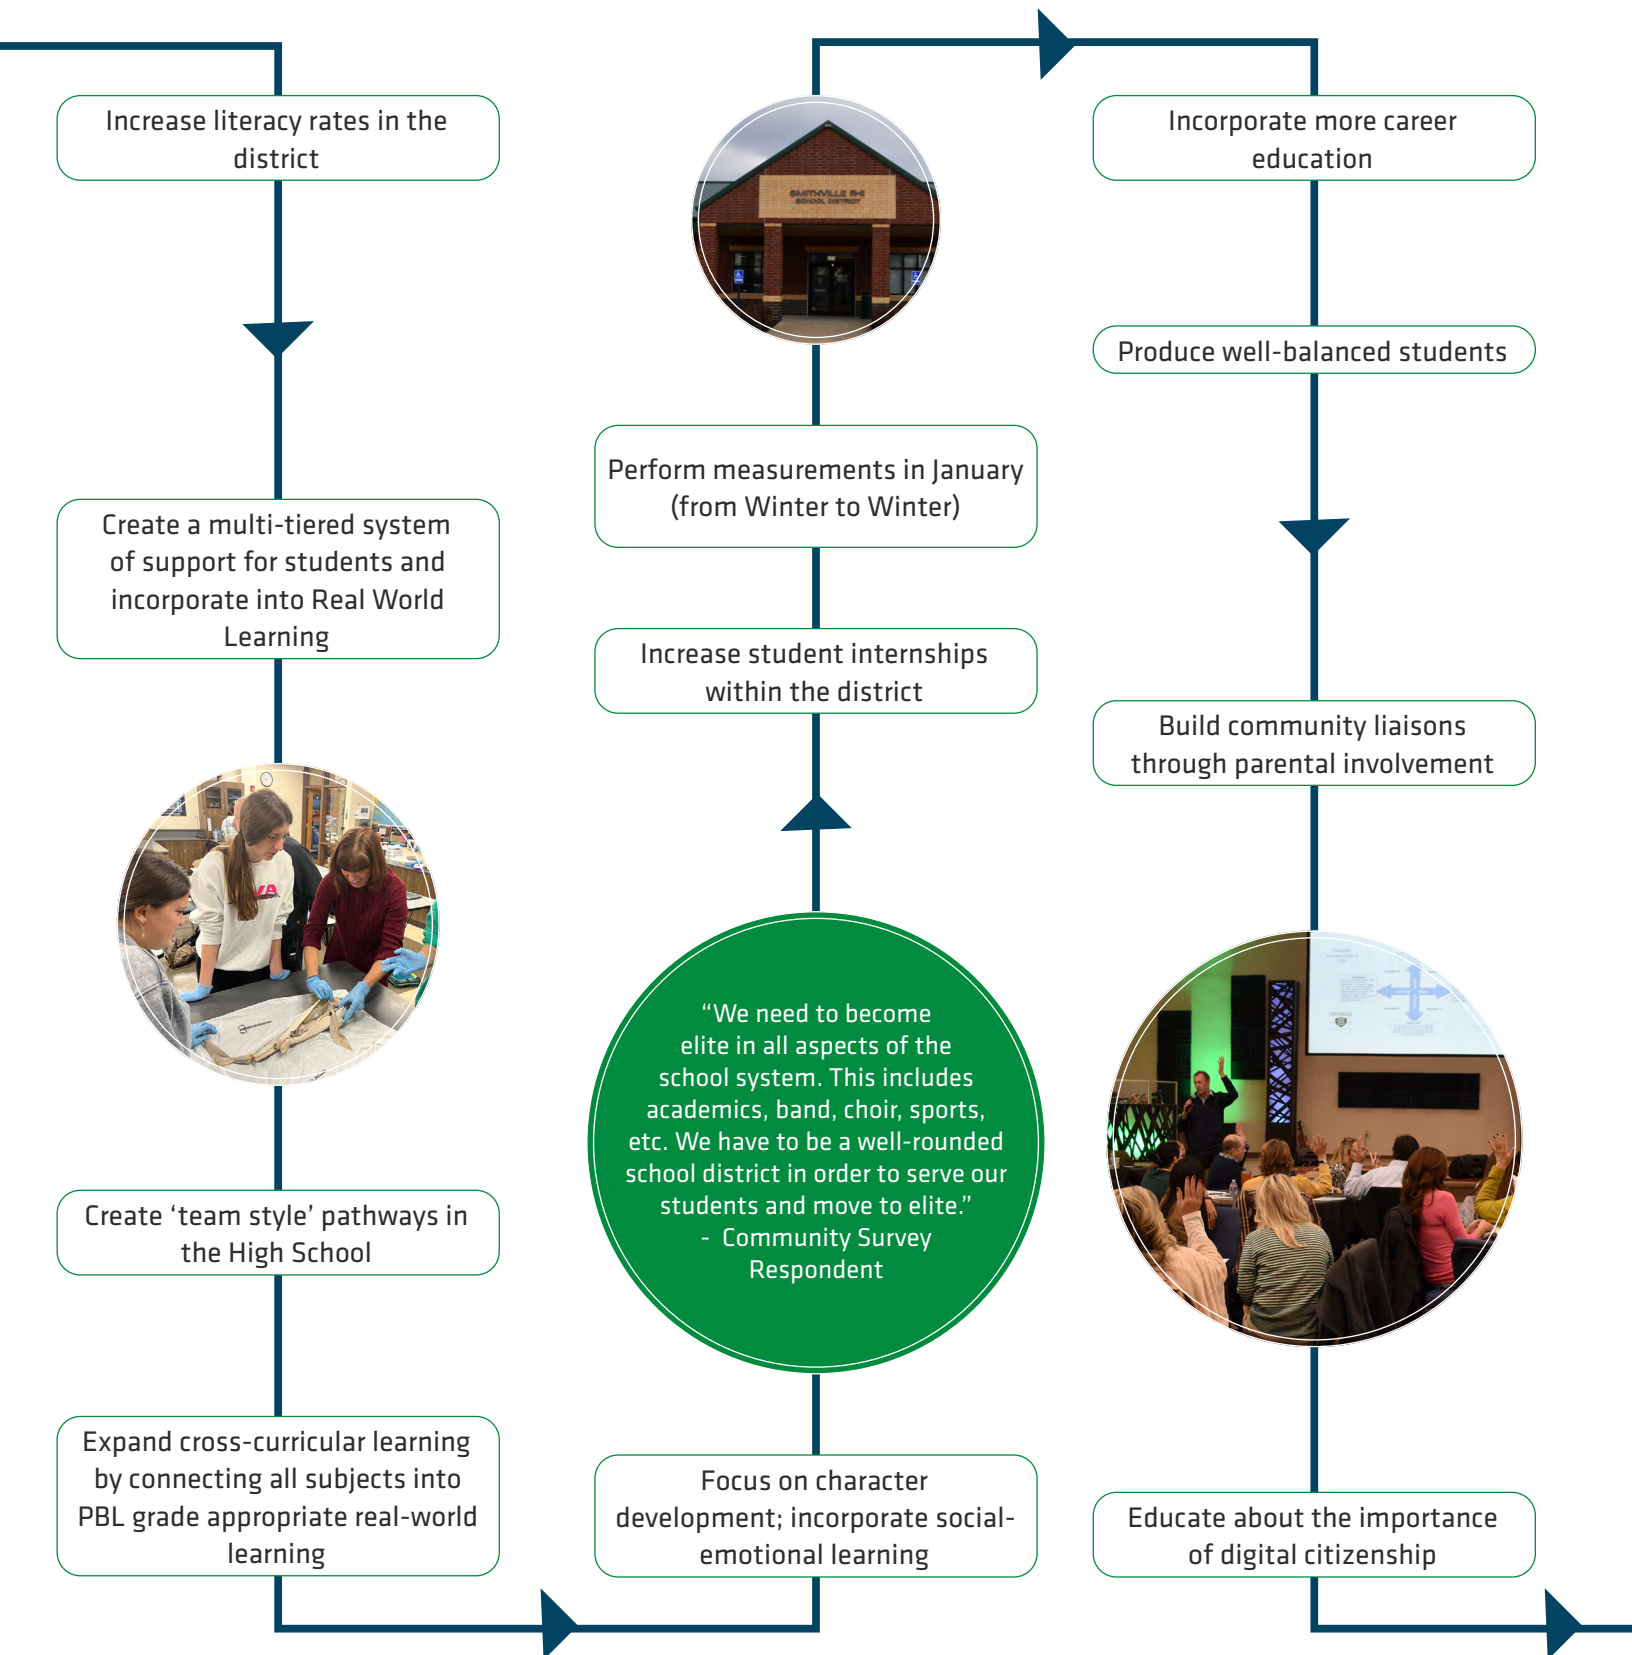 Increase literacy rates in the
district
Create a multi-tiered system
of support for students and
incorporate into Real World
Learning
Create ‘team style’ pathways in
the High School
Expand cross-curricular learning
by connecting all subjects into
PBL grade appropriate real-world
learning
Focus on character
development; incorporate social-
emotional learning
“We need to become
elite in all aspects of the
school system. This includes
academics, band, choir, sports,
etc. We have to be a well-rounded
school district in order to serve our
students and move to elite.”
- Community Survey
Respondent
Increase student internships
within the district
Perform measurements in January
(from Winter to Winter)
SMITHVILLE R-II
SCHOOL DISTRICT
Incorporate more career
education
Produce well-balanced students
Build community liaisons
through parental involvement
Educate about the importance
of digital citizenship